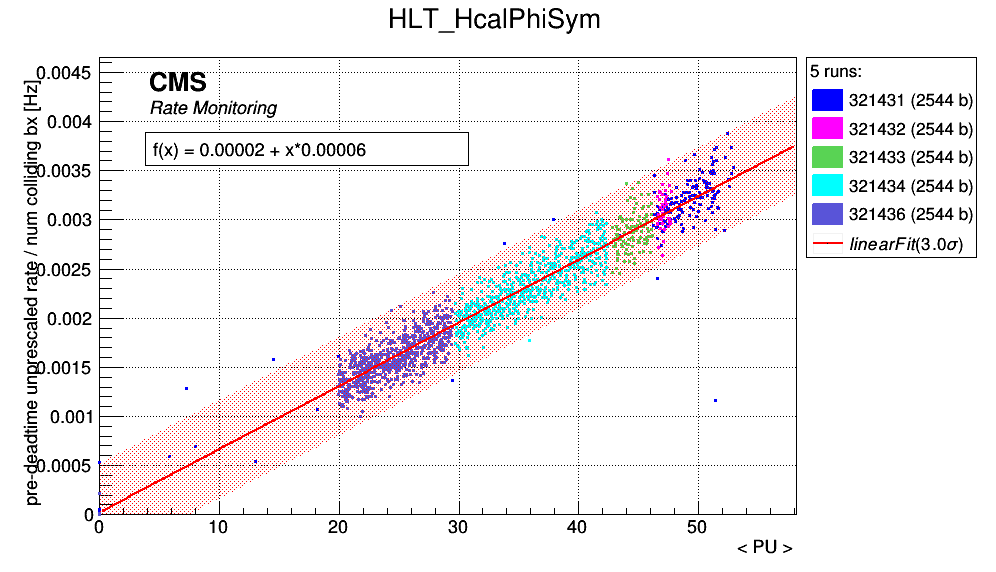 HLT_HcalPhiSym
CMS
Rate Monitoring
f(x) = 0.00002 + x*0.00006
pre-deadtime unprescaled rate / num colliding bx [Hz]
0.0045
0.004
0.0035
0.003
0.0025
0.002
0.0015
0.001
0.0005
0
0 10 20 30 40 50
< PU >
5 runs:
321431 (2544 b)
321432 (2544 b)
321433 (2544 b)
321434 (2544 b)
321436 (2544 b)
linearFit(3.0σ)